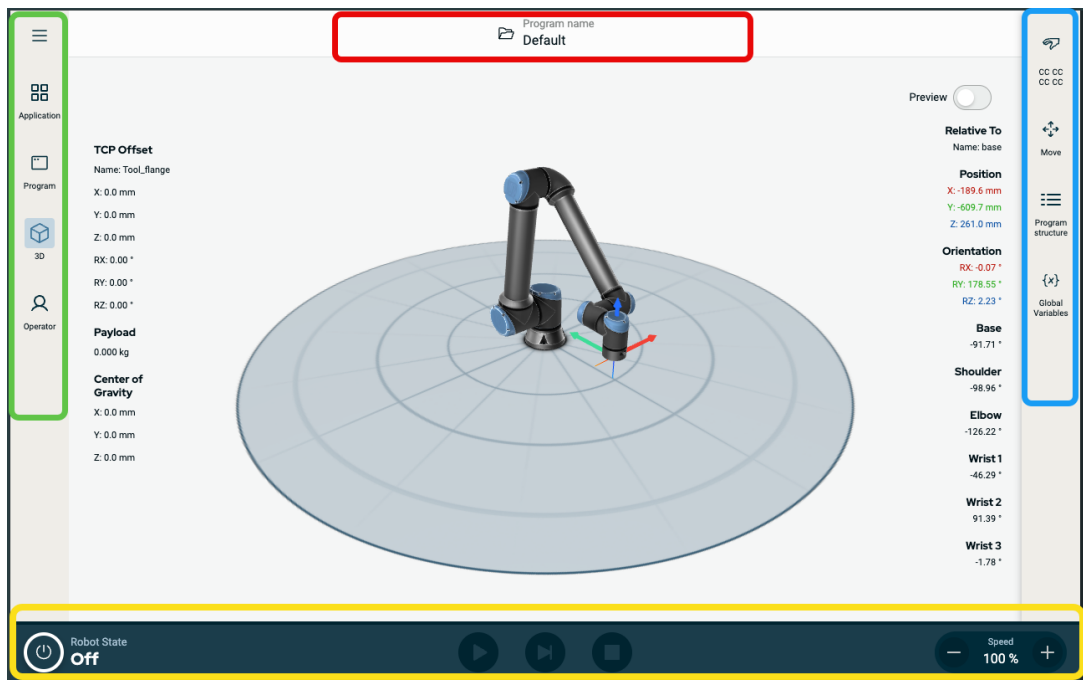 Program name
Default
Application
Program
3D
Operator
TCP Offset
Name: Tool_flange
X: 0.0 mm
Y: 0.0 mm
Z: 0.0 mm
RX: 0.00 °
RY: 0.00 °
RZ: 0.00 °
Payload
0.000 kg
Center of
Gravity
X: 0.0 mm
Y: 0.0 mm
Z: 0.0 mm
Preview
Relative To
Name: base
Position
X: -189.6 mm
Y: -609.7 mm
Z: 261.0 mm
Orientation
RX: -0.07 °
RY: 178.55 °
RZ: 2.23 °
Base
-91.71 °
Shoulder
-98.96 °
Elbow
-126.22 °
Wrist 1
-46.29 °
Wrist 2
91.39 °
Wrist 3
-1.78 °
CC CC
CC CC
Move
Program
structure
{x}
Global
Variables
Robot State
Off
Speed
100 %